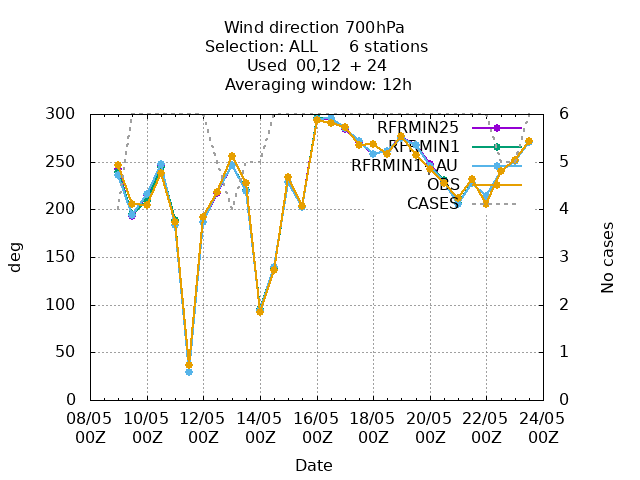 Wind direction 700hPa
Selection: ALL 6 stations
Used 00,12 + 24
Averaging window: 12h
300
250
200
150
100
50
0
deg
6
5
4
3
2
1
0
No cases
RFRMIN25
RFRMIN1
RFRMIN1+AU
OBS
CASES
08/05 10/05 12/05 14/05 16/05 18/05 20/05 22/05 24/05
00Z 00Z 00Z 00Z 00Z 00Z 00Z 00Z 00Z
Date